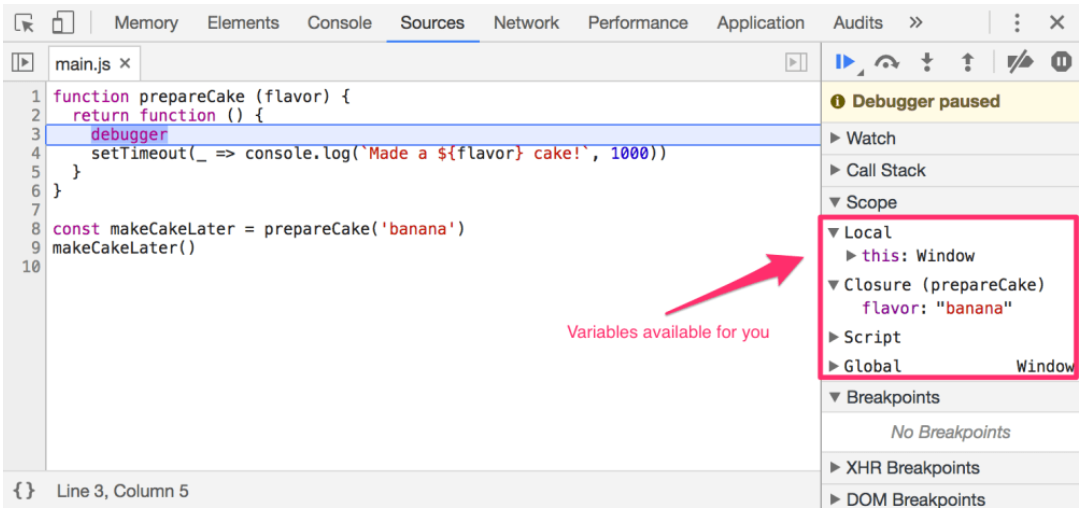 Memory Elements Console Sources Network Performance Application Audits »
main.js ×
1 function prepareCake (flavor) {
2 return function () {
3 debugger
4 setTimeout(_ => console.log(`Made a ${flavor} cake!`, 1000))
5 }
6 }
7
8 const makeCakeLater = prepareCake('banana')
9 makeCakeLater()
10
Variables available for you
{} Line 3, Column 5
Debugger paused
Watch
Call Stack
Scope
Local
this: Window
Closure (prepareCake)
flavor: "banana"
Script
Global Window
Breakpoints
No Breakpoints
XHR Breakpoints
DOM Breakpoints